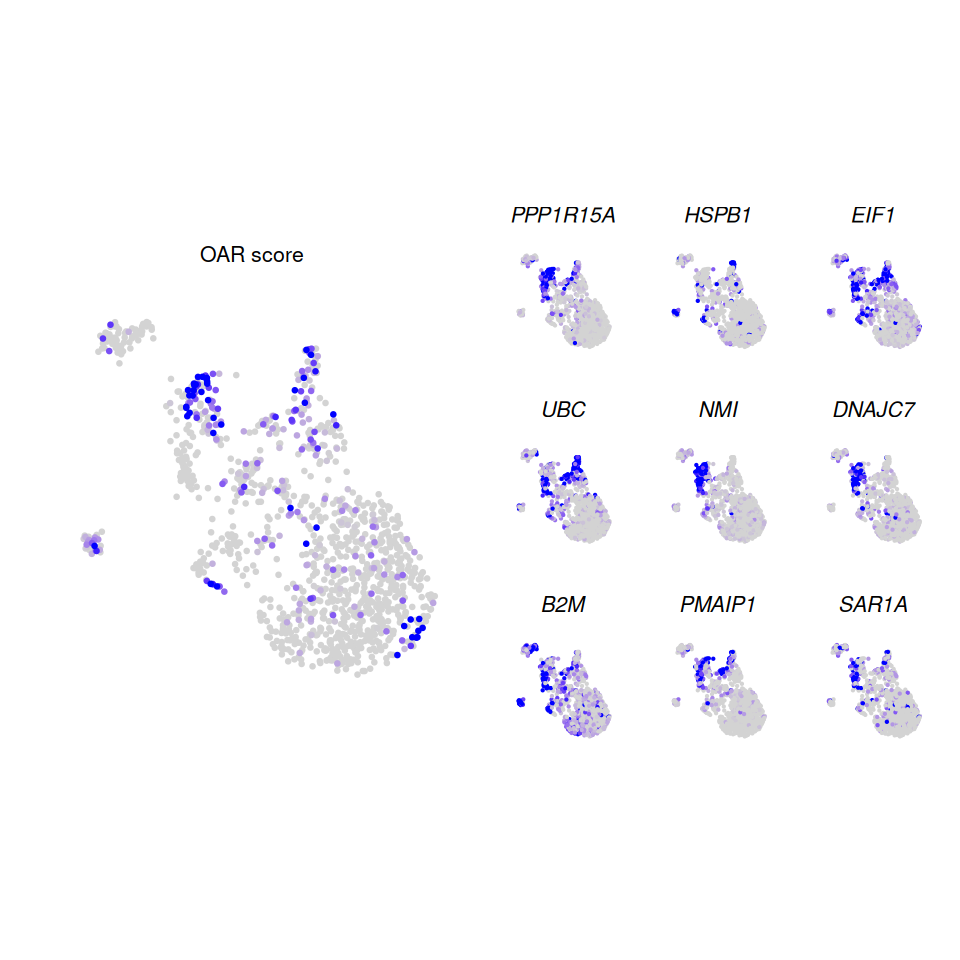 OAR score
PPP1R15A HSPB1 EIF1
UBC NMI DNAJC7
B2M PMAIP1 SAR1A